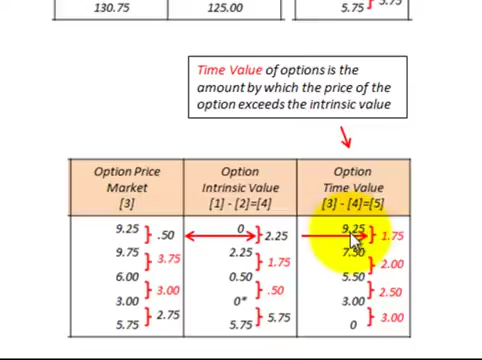 130.75 125.00 5.75
Time Value of options is the
amount by which the price of the
option exceeds the intrinsic value
Option Price Option Option
Market Intrinsic Value Time Value
[3] [1] - [2]=[4] [3] - [4]=[5]
9.25 0 9.25
.50 2.25 1.75
9.75 2.25 7.50
3.75 1.75 2.00
6.00 0.50 5.50
3.00 .50 2.50
3.00 0* 3.00
2.75 5.75 3.00
5.75 5.75 0